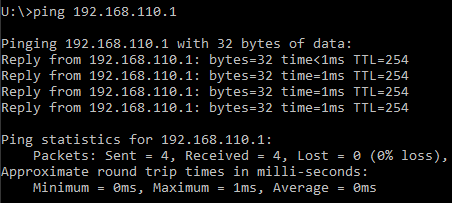 U:\>ping 192.168.110.1
Pinging 192.168.110.1 with 32 bytes of data:
Reply from 192.168.110.1: bytes=32 time<1ms TTL=254
Reply from 192.168.110.1: bytes=32 time=1ms TTL=254
Reply from 192.168.110.1: bytes=32 time=1ms TTL=254
Reply from 192.168.110.1: bytes=32 time=1ms TTL=254
Ping statistics for 192.168.110.1:
    Packets: Sent = 4, Received = 4, Lost = 0 (0% loss),
Approximate round trip times in milli-seconds:
    Minimum = 0ms, Maximum = 1ms, Average = 0ms